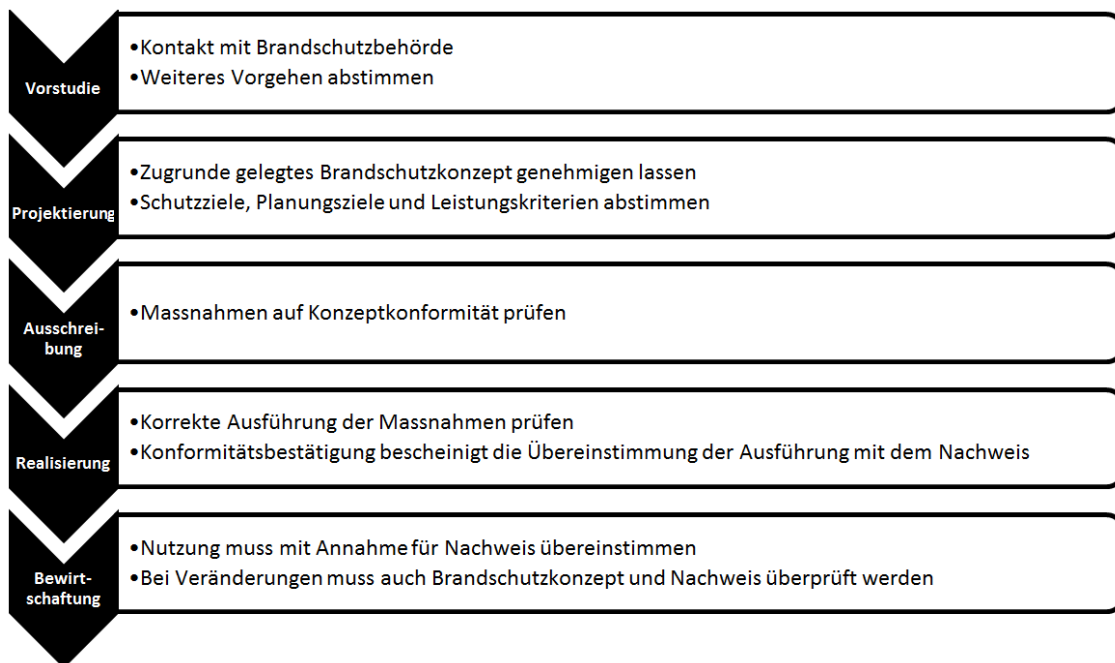 Vorstudie
•Kontakt mit Brandschutzbehörde
•Weiteres Vorgehen abstimmen
Projektierung
•Zugrunde gelegtes Brandschutzkonzept genehmigen lassen
•Schutzziele, Planungsziele und Leistungskriterien abstimmen
Ausschrei-
bung
•Massnahmen auf Konzeptkonformität prüfen
Realisierung
•Korrekte Ausführung der Massnahmen prüfen
•Konformitätsbestätigung bescheinigt die Übereinstimmung der Ausführung mit dem Nachweis
Bewirt-
schaftung
•Nutzung muss mit Annahme für Nachweis übereinstimmen
•Bei Veränderungen muss auch Brandschutzkonzept und Nachweis überprüft werden